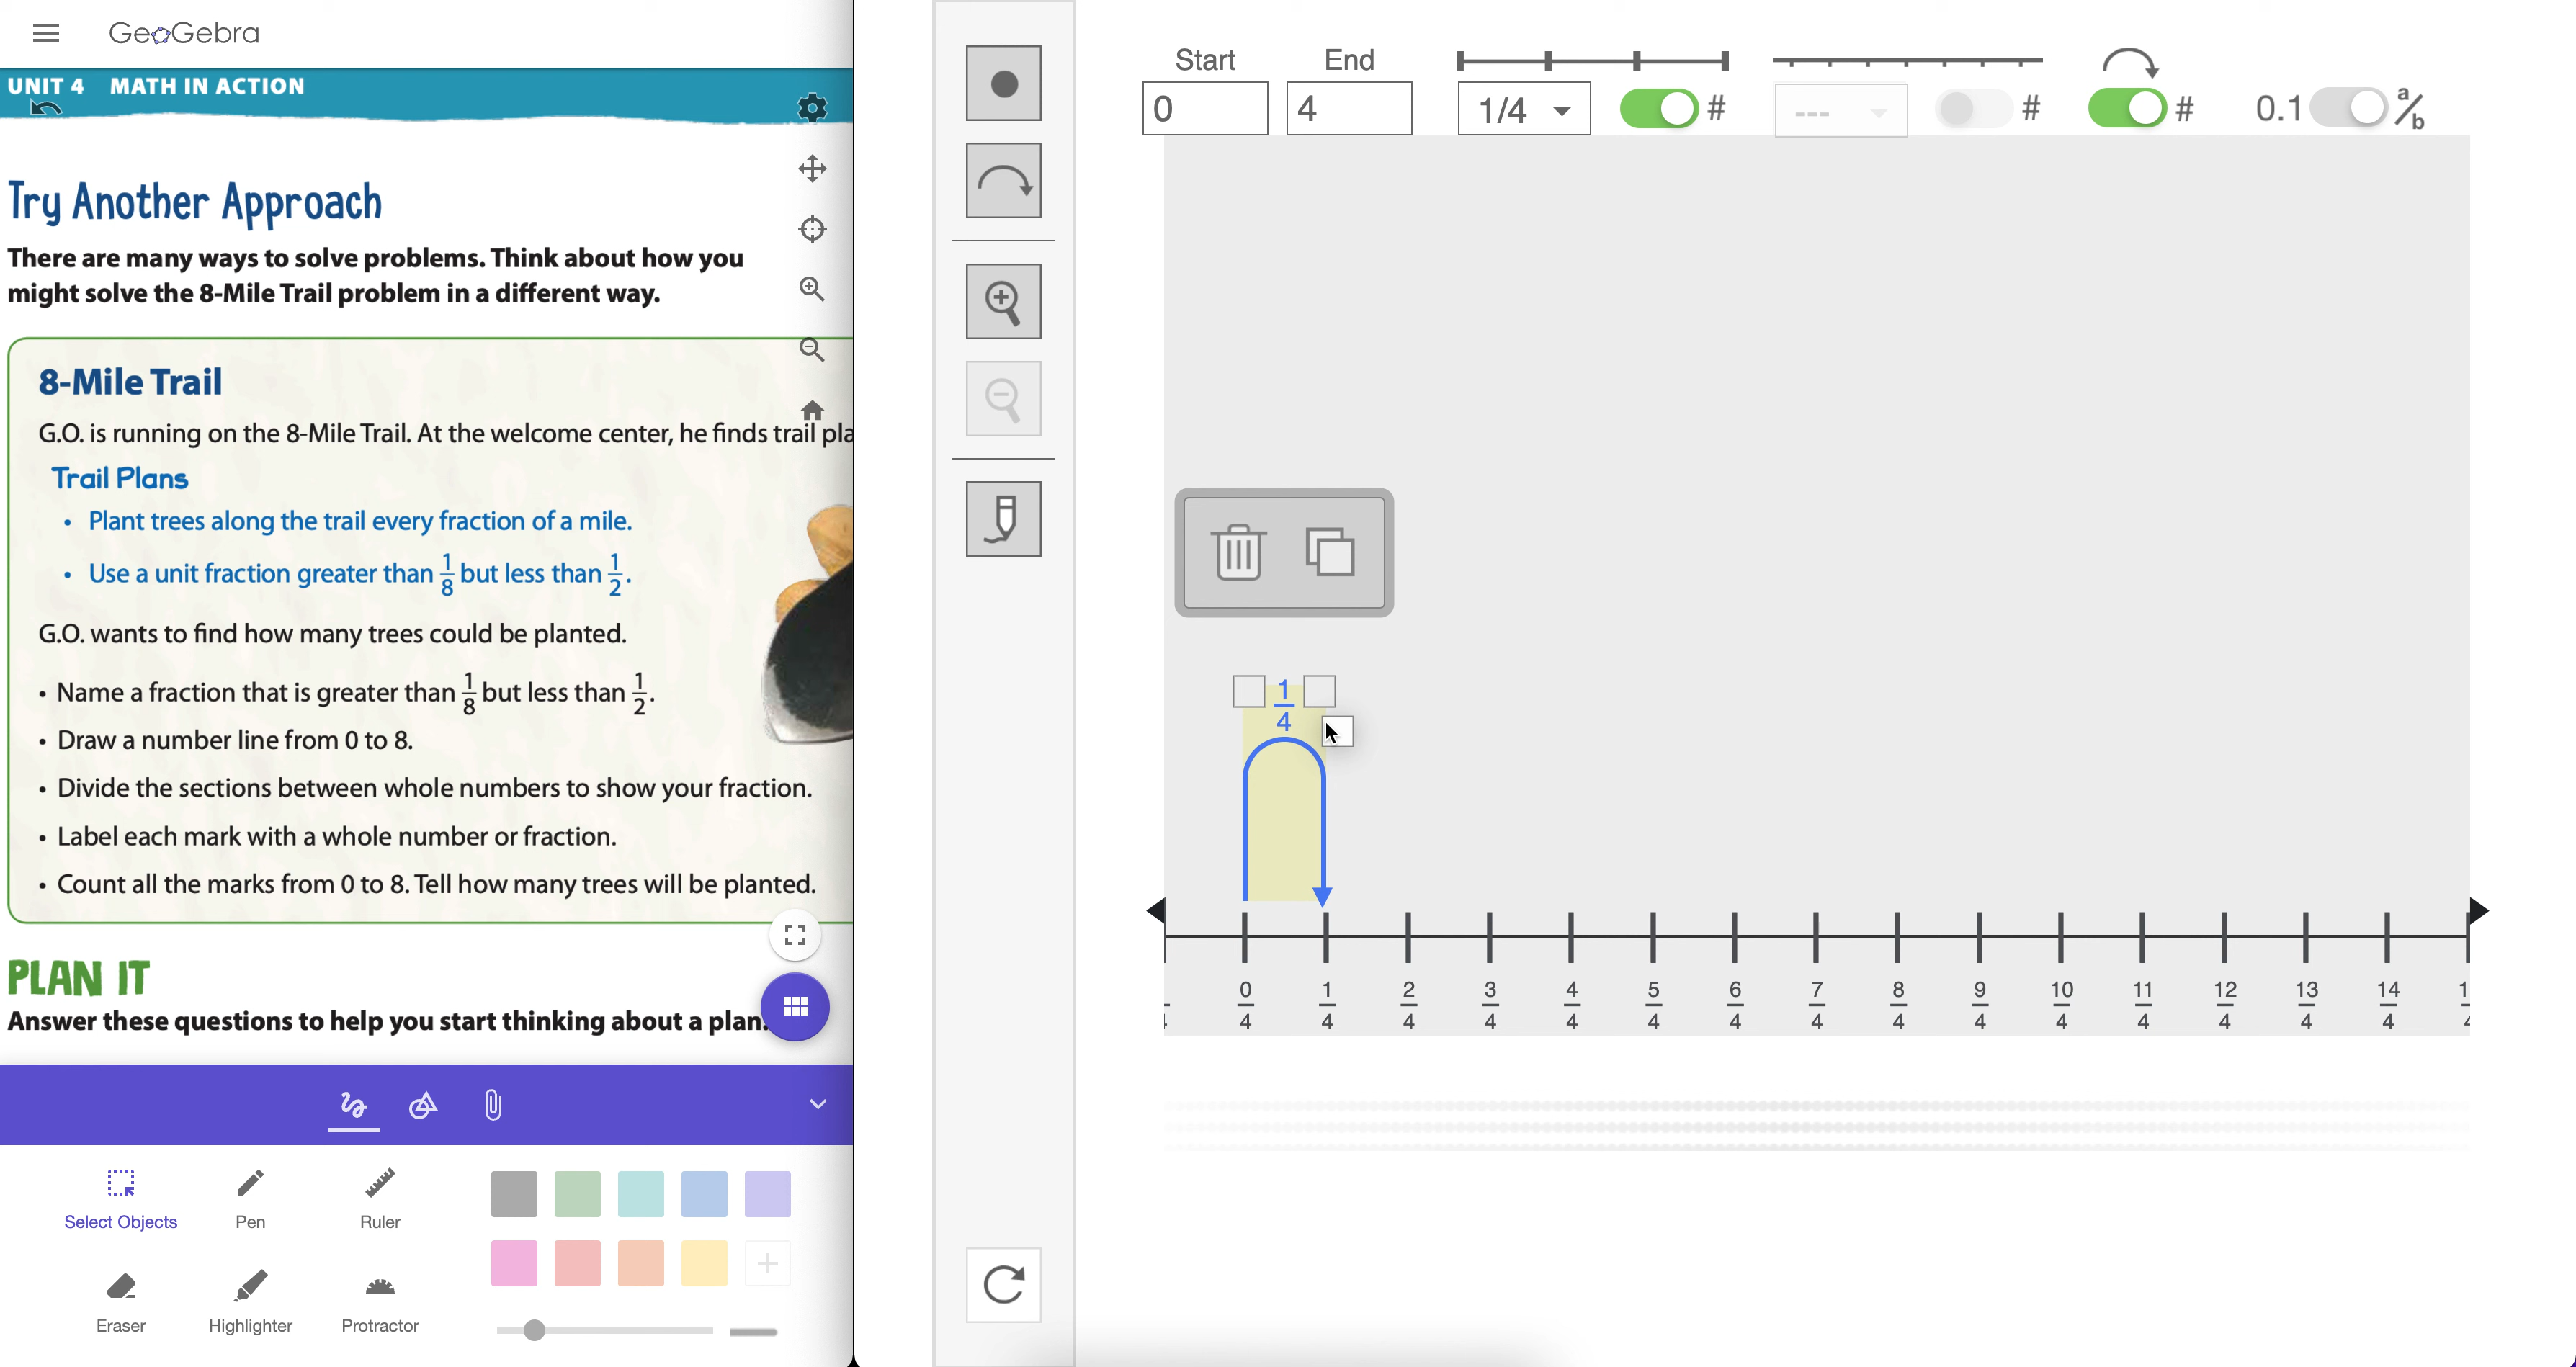 GeoGebra
UNIT 4 MATH IN ACTION
Try Another Approach
There are many ways to solve problems. Think about how you
might solve the 8-Mile Trail problem in a different way.
8-Mile Trail
G.O. is running on the 8-Mile Trail. At the welcome center, he finds trail pla
Trail Plans
• Plant trees along the trail every fraction of a mile.
• Use a unit fraction greater than 1/8 but less than 1/2.
G.O. wants to find how many trees could be planted.
• Name a fraction that is greater than 1/8 but less than 1/2.
• Draw a number line from 0 to 8.
• Divide the sections between whole numbers to show your fraction.
• Label each mark with a whole number or fraction.
• Count all the marks from 0 to 8. Tell how many trees will be planted.
PLAN IT
Answer these questions to help you start thinking about a plan.
Select Objects Pen Ruler
Eraser Highlighter Protractor
Start End
0 4 1/4 # --- # # 0.1 a/b
1/4
0/4 1/4 2/4 3/4 4/4 5/4 6/4 7/4 8/4 9/4 10/4 11/4 12/4 13/4 14/4